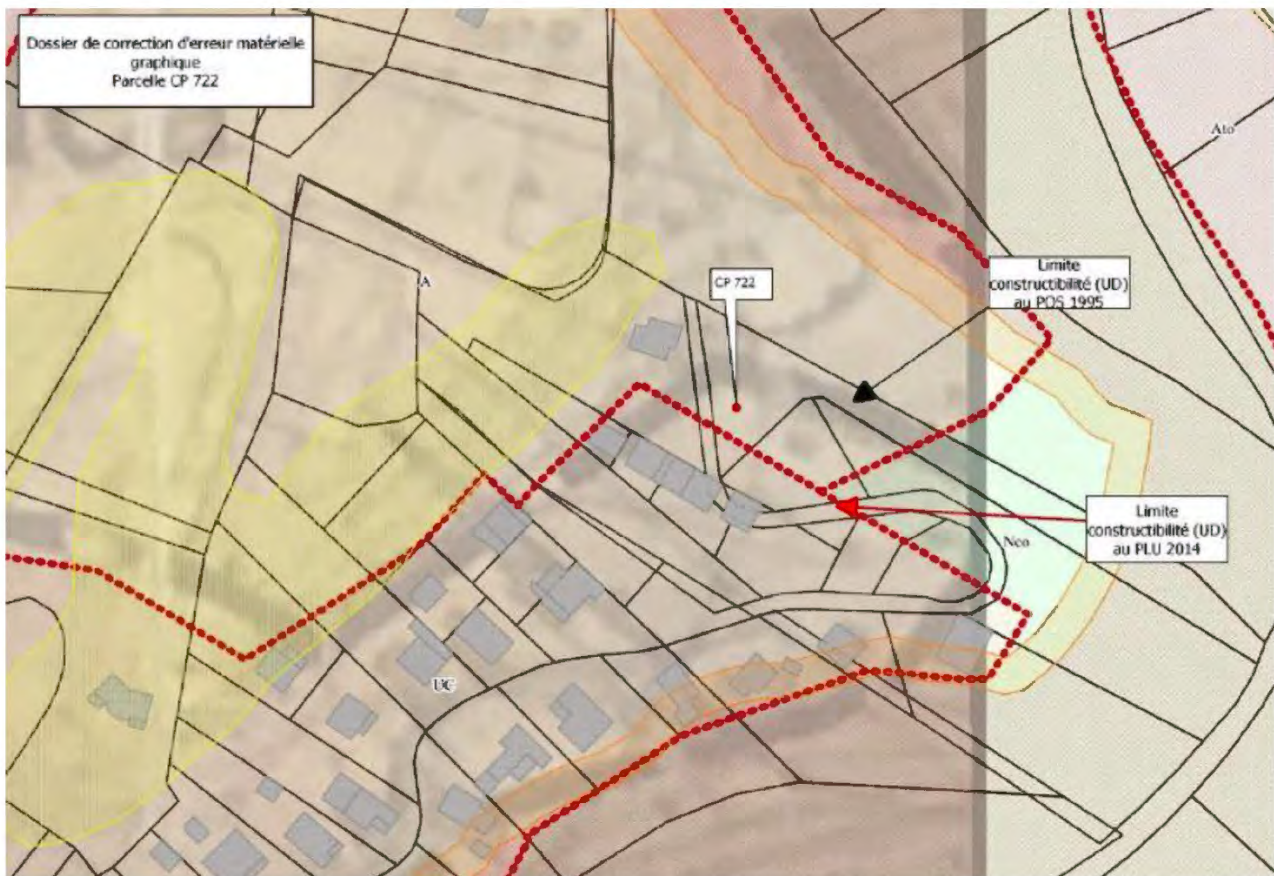 Dossier de correction d'erreur matérielle
graphique
Parcelle CP 722
Ato
Limite
constructibilité (UD)
au POS 1995
A
CP 722
Limite
constructibilité (UD)
au PLU 2014
Nco
UC